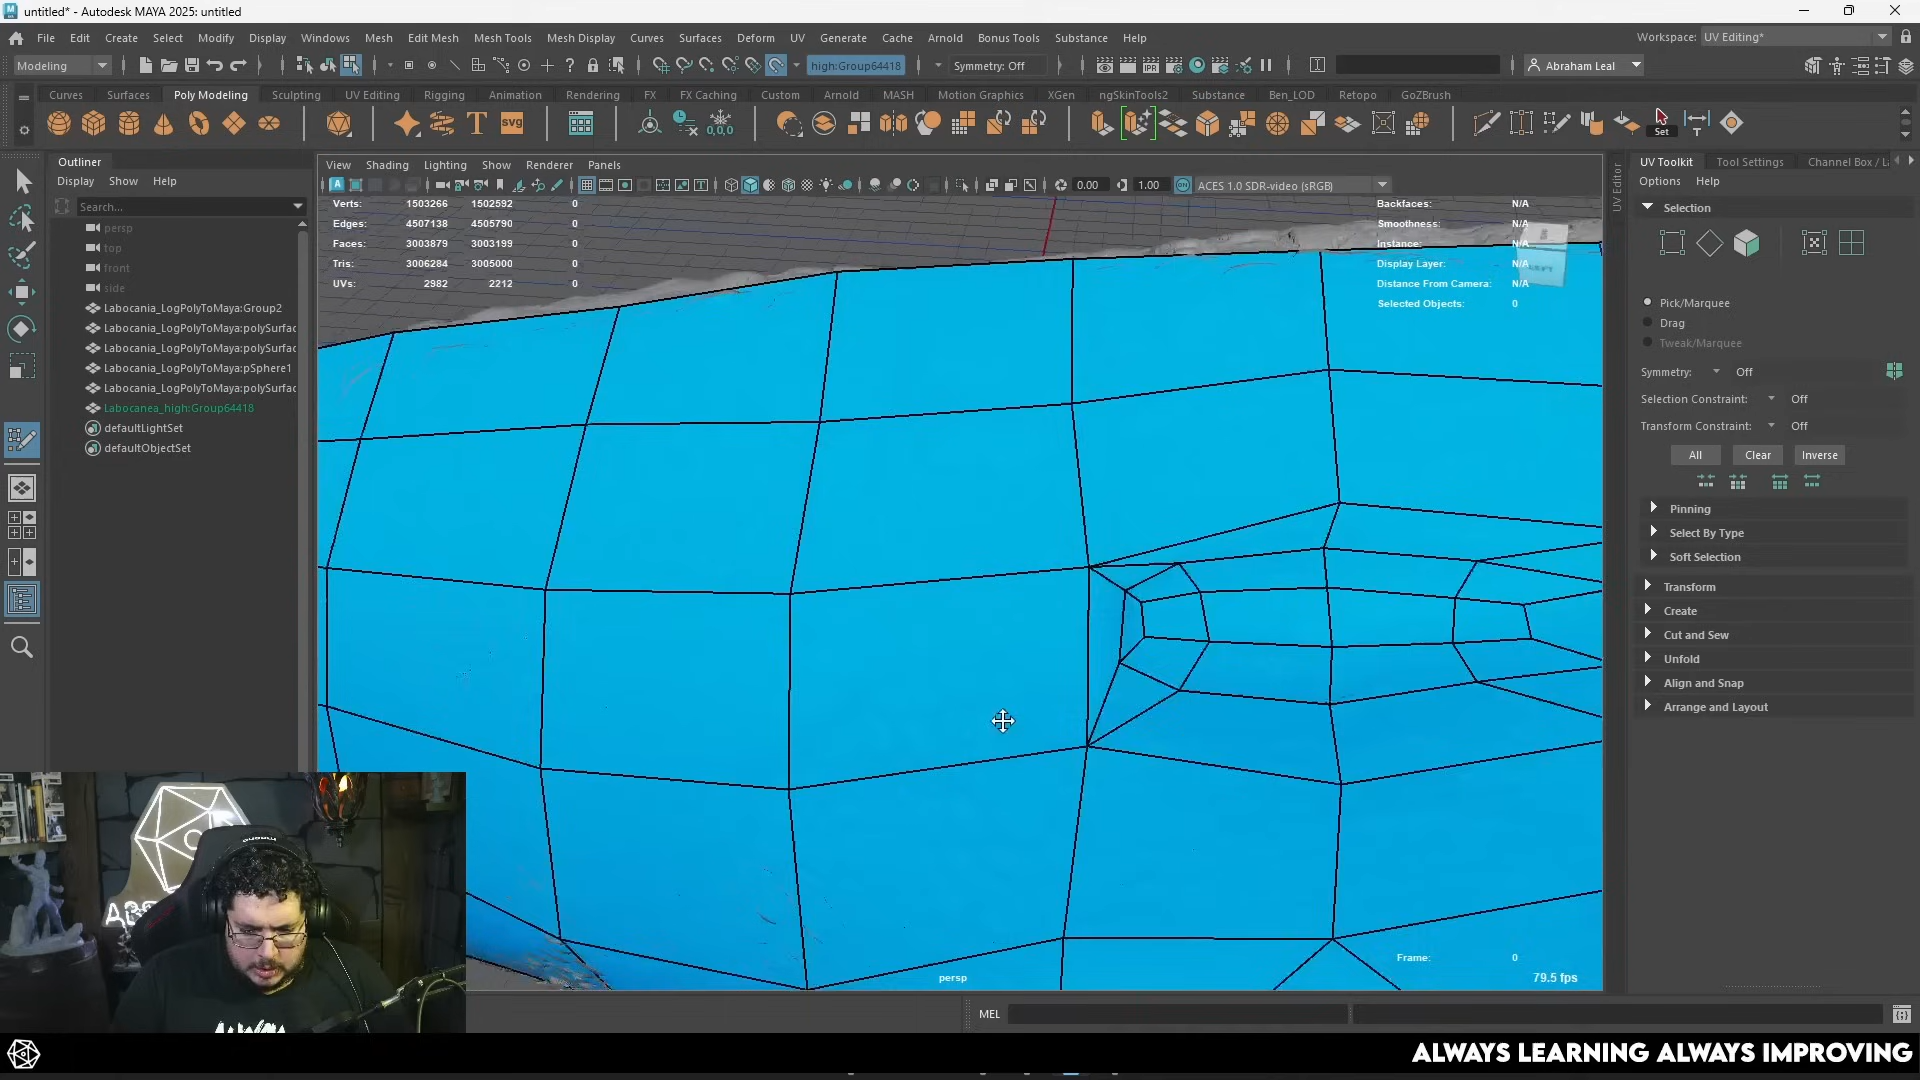 untitled* - Autodesk MAYA 2025: untitled
File Edit Create Select Modify Display Windows Mesh Edit Mesh Mesh Tools Mesh Display Curves Surfaces Deform UV Generate Cache Arnold Bonus Tools Substance Help
Workspace: UV Editing*
Modeling
high:Group64418
Symmetry: Off
Abraham Leal
Curves Surfaces Poly Modeling Sculpting UV Editing Rigging Animation Rendering FX FX Caching Custom Arnold MASH Motion Graphics XGen ngSkinTools2 Substance Ben_LOD Retopo GoZBrush
T SVG
0,0,0
Set
Outliner
Display Show Help
Search...
persp
top
front
side
Labocania_LogPolyToMaya:Group2
Labocania_LogPolyToMaya:polySurfac
Labocania_LogPolyToMaya:polySurfac
Labocania_LogPolyToMaya:pSphere1
Labocania_LogPolyToMaya:polySurfac
Labocanea_high:Group64418
defaultLightSet
defaultObjectSet
View Shading Lighting Show Renderer Panels
0.00 1.00 ACES 1.0 SDR-video (sRGB)
Verts: 1503266 1502592 0
Edges: 4507138 4505790 0
Faces: 3003879 3003199 0
Tris: 3006284 3005000 0
UVs: 2982 2212 0
Backfaces: N/A
Smoothness: N/A
Instance: N/A
Display Layer: N/A
Distance From Camera: N/A
Selected Objects: 0
LEFT
Frame: 0
79.5 fps
persp
UV Editor
UV Toolkit Tool Settings Channel Box / La
Options Help
Selection
Pick/Marquee
Drag
Tweak/Marquee
Symmetry: Off
Selection Constraint: Off
Transform Constraint: Off
All Clear Inverse
Pinning
Select By Type
Soft Selection
Transform
Create
Cut and Sew
Unfold
Align and Snap
Arrange and Layout
MEL
ALWAYS LEARNING ALWAYS IMPROVING